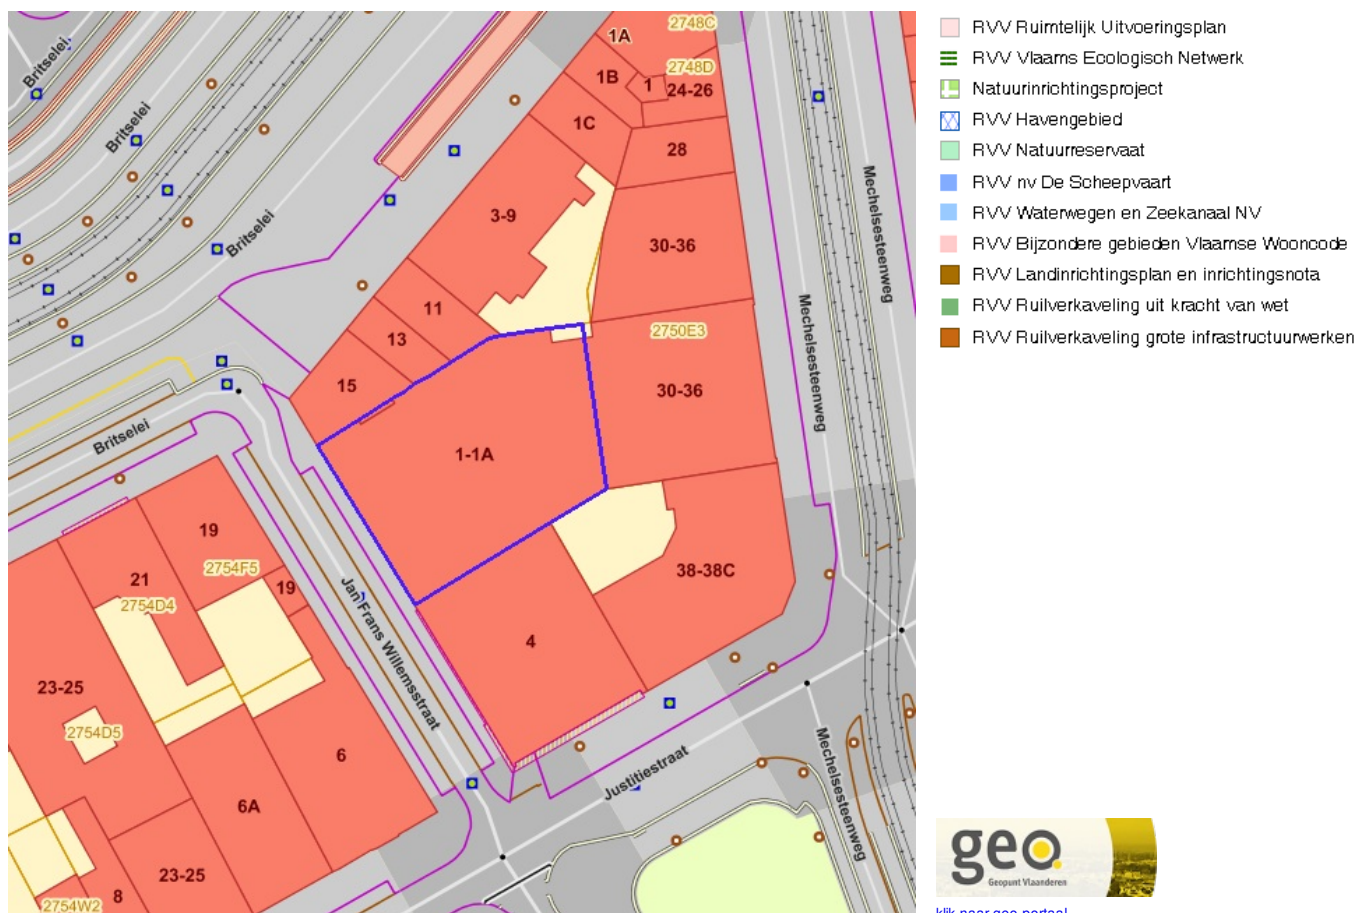 Britselei
Britselei
Britselei
Britselei
1A
2748C
1B
2748D
1
24-26
1C
28
3-9
30-36
11
13
2750E3
15
30-36
1-1A
Mechelsesteenweg
Mechelsesteenweg
19
21
2754F5
19
2754D4
38-38C
4
Jan Frans Willemsstraat
23-25
2754D5
6
6A
Justitiestraat
Mechelsesteenweg
23-25
8
2754W2
RVV Ruimtelijk Uitvoeringsplan
RVV Vlaams Ecologisch Netwerk
Natuurinrichtingsproject
RVV Havengebied
RVV Natuurreservaat
RVV nv De Scheepvaart
RVV Waterwegen en Zeekanaal NV
RVV Bijzondere gebieden Vlaamse Wooncode
RVV Landinrichtingsplan en inrichtingsnota
RVV Ruilverkaveling uit kracht van wet
RVV Ruilverkaveling grote infrastructuurwerken
geo
Geopunt Vlaanderen
klik naar geo-portaal